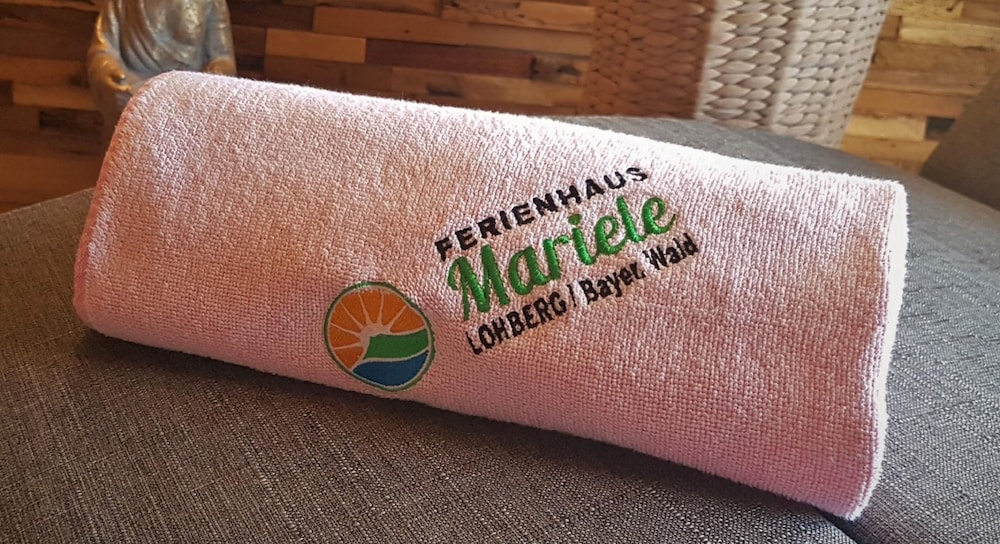 FERIENHAUS
Mariele
LOHBERG / Bayer. Wald